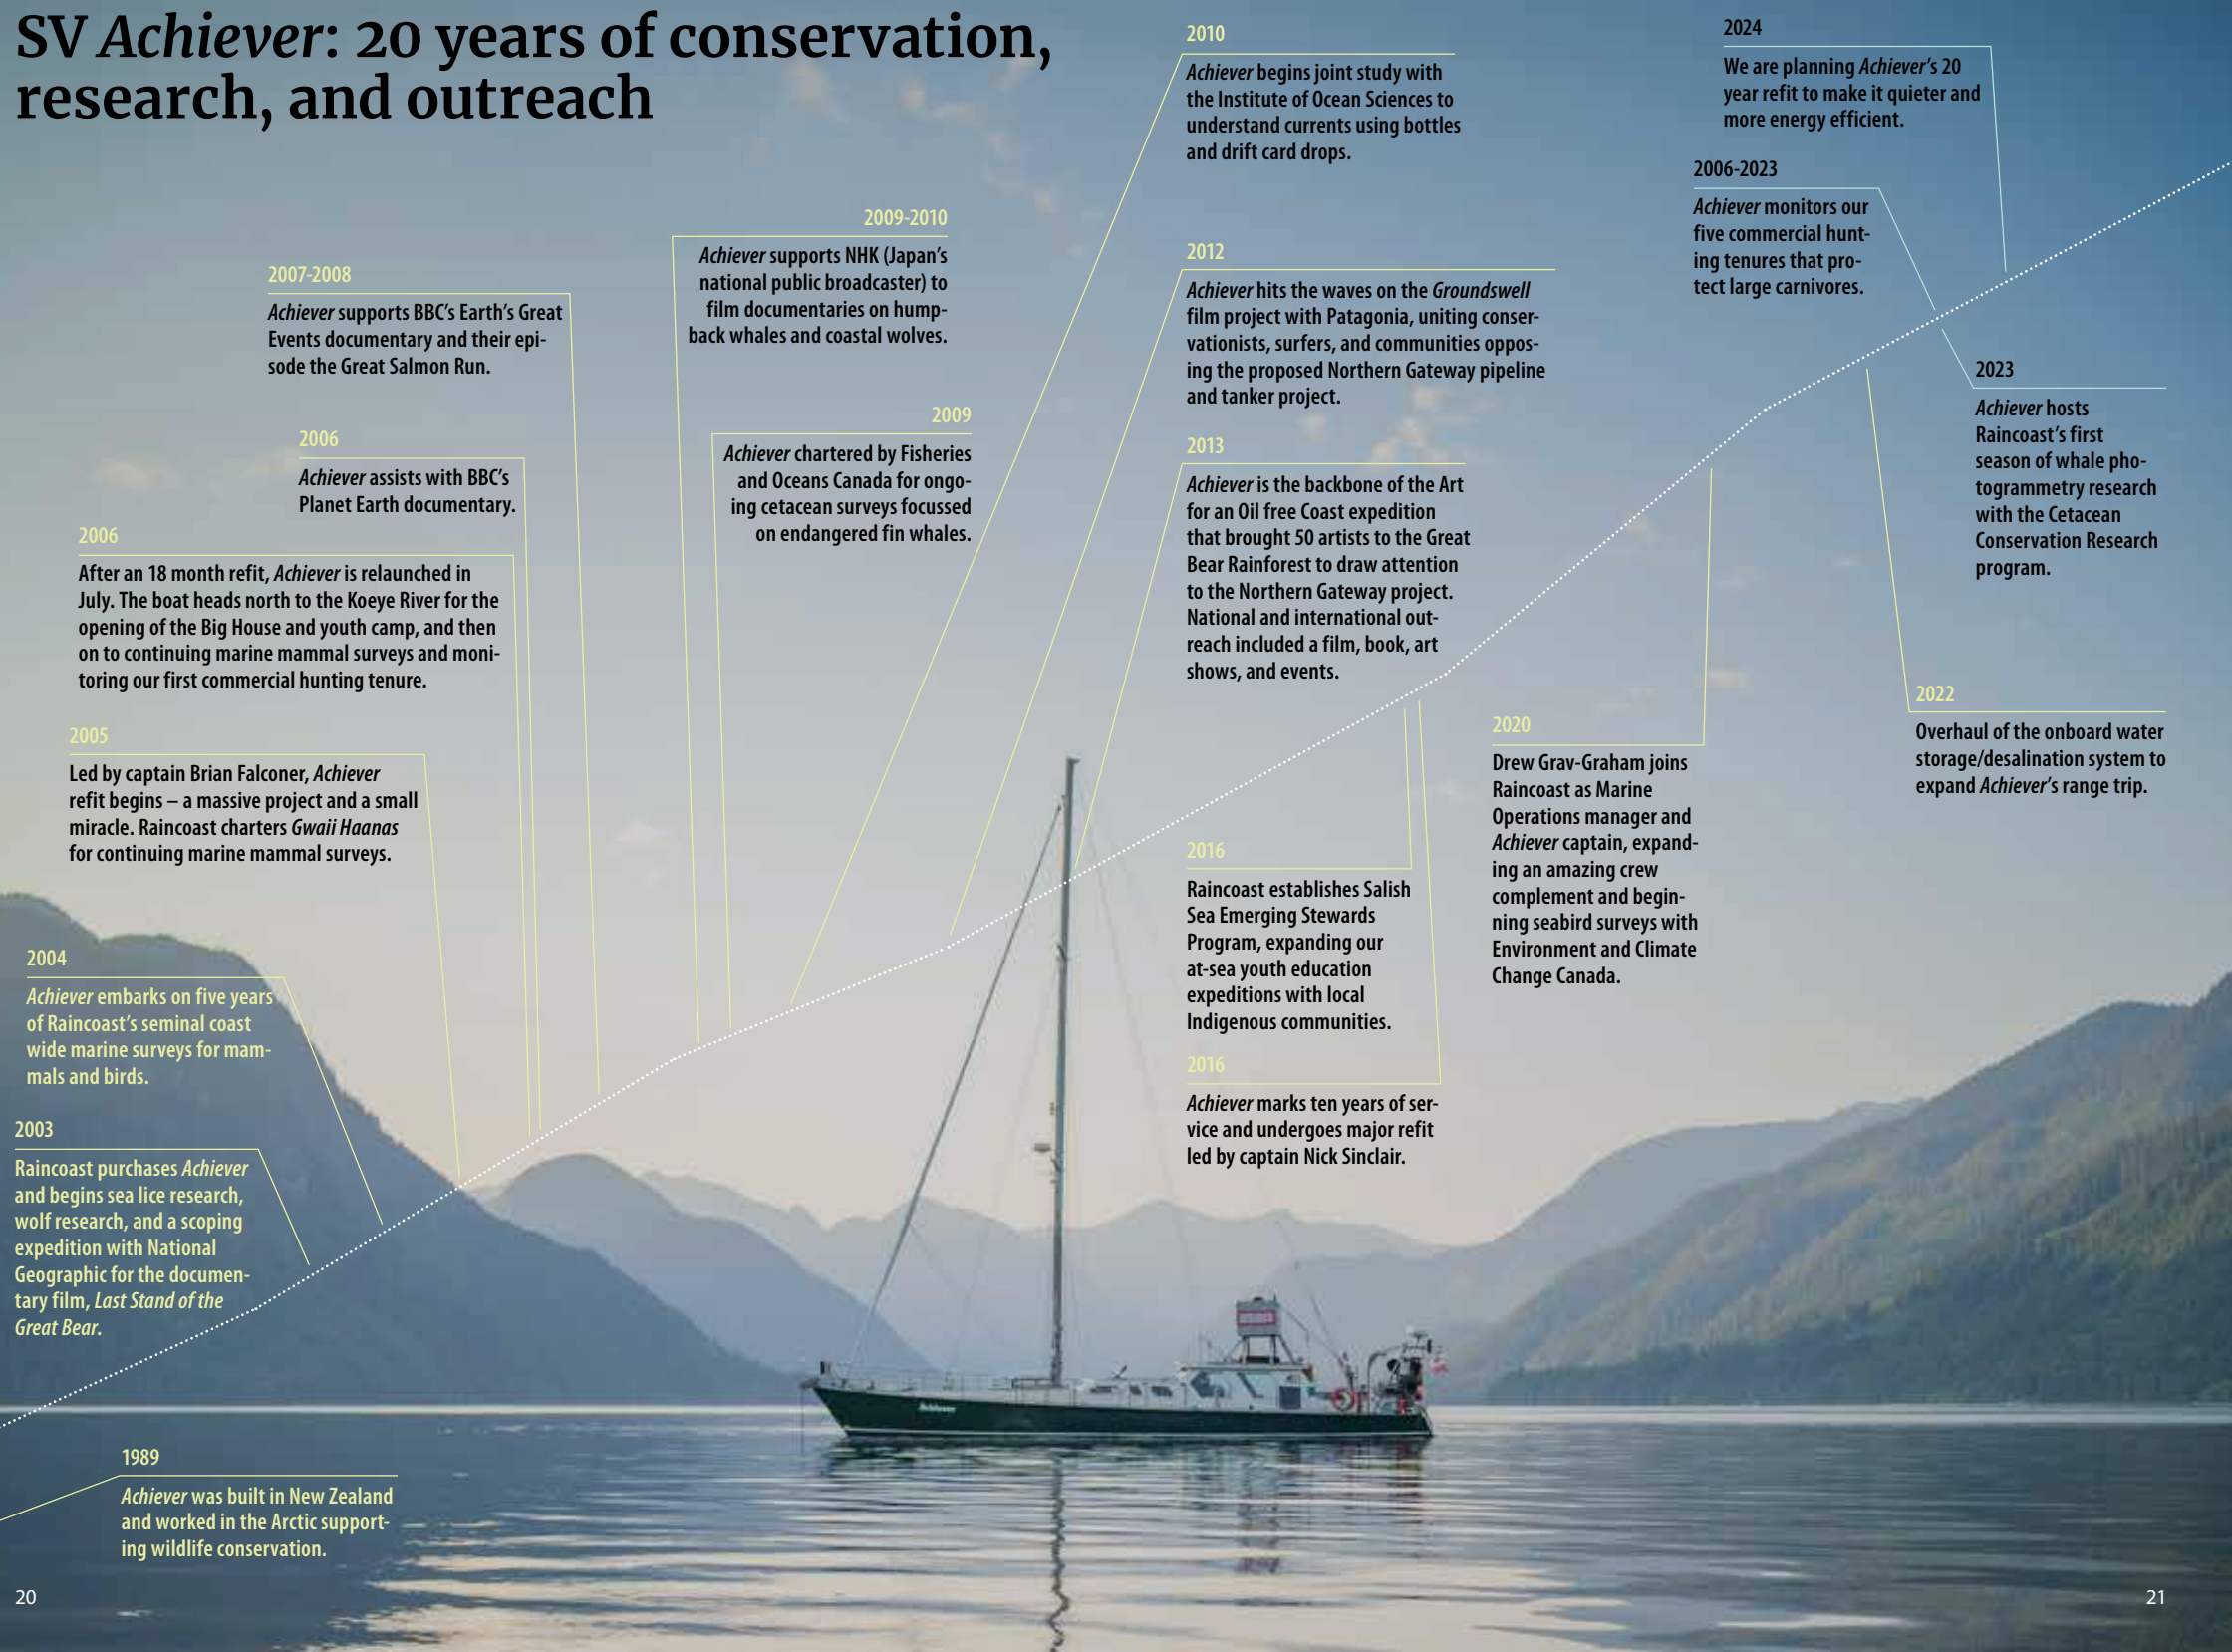 SV Achiever: 20 years of conservation,
research, and outreach
1989
Achiever was built in New Zealand
and worked in the Arctic support-
ing wildlife conservation.
2003
Raincoast purchases Achiever
and begins sea lice research,
wolf research, and a scoping
expedition with National
Geographic for the documen-
tary film, Last Stand of the
Great Bear.
2004
Achiever embarks on five years
of Raincoast's seminal coast
wide marine surveys for mam-
mals and birds.
2005
Led by captain Brian Falconer, Achiever
refit begins – a massive project and a small
miracle. Raincoast charters Gwaii Haanas
for continuing marine mammal surveys.
2006
After an 18 month refit, Achiever is relaunched in
July. The boat heads north to the Koeye River for the
opening of the Big House and youth camp, and then
on to continuing marine mammal surveys and moni-
toring our first commercial hunting tenure.
2006
Achiever assists with BBC's
Planet Earth documentary.
2007-2008
Achiever supports BBC's Earth's Great
Events documentary and their epi-
sode the Great Salmon Run.
2009-2010
Achiever supports NHK (Japan's
national public broadcaster) to
film documentaries on hump-
back whales and coastal wolves.
2009
Achiever chartered by Fisheries
and Oceans Canada for ongo-
ing cetacean surveys focussed
on endangered fin whales.
2010
Achiever begins joint study with
the Institute of Ocean Sciences to
understand currents using bottles
and drift card drops.
2012
Achiever hits the waves on the Groundswell
film project with Patagonia, uniting conser-
vationists, surfers, and communities oppos-
ing the proposed Northern Gateway pipeline
and tanker project.
2013
Achiever is the backbone of the Art
for an Oil free Coast expedition
that brought 50 artists to the Great
Bear Rainforest to draw attention
to the Northern Gateway project.
National and international out-
reach included a film, book, art
shows, and events.
2016
Raincoast establishes Salish
Sea Emerging Stewards
Program, expanding our
at-sea youth education
expeditions with local
Indigenous communities.
2016
Achiever marks ten years of ser-
vice and undergoes major refit
led by captain Nick Sinclair.
2020
Drew Grav-Graham joins
Raincoast as Marine
Operations manager and
Achiever captain, expand-
ing an amazing crew
complement and begin-
ning seabird surveys with
Environment and Climate
Change Canada.
2022
Overhaul of the onboard water
storage/desalination system to
expand Achiever's range trip.
2023
Achiever hosts
Raincoast's first
season of whale pho-
togrammetry research
with the Cetacean
Conservation Research
program.
2006-2023
Achiever monitors our
five commercial hunt-
ing tenures that pro-
tect large carnivores.
2024
We are planning Achiever's 20
year refit to make it quieter and
more energy efficient.
Achiever
20
21